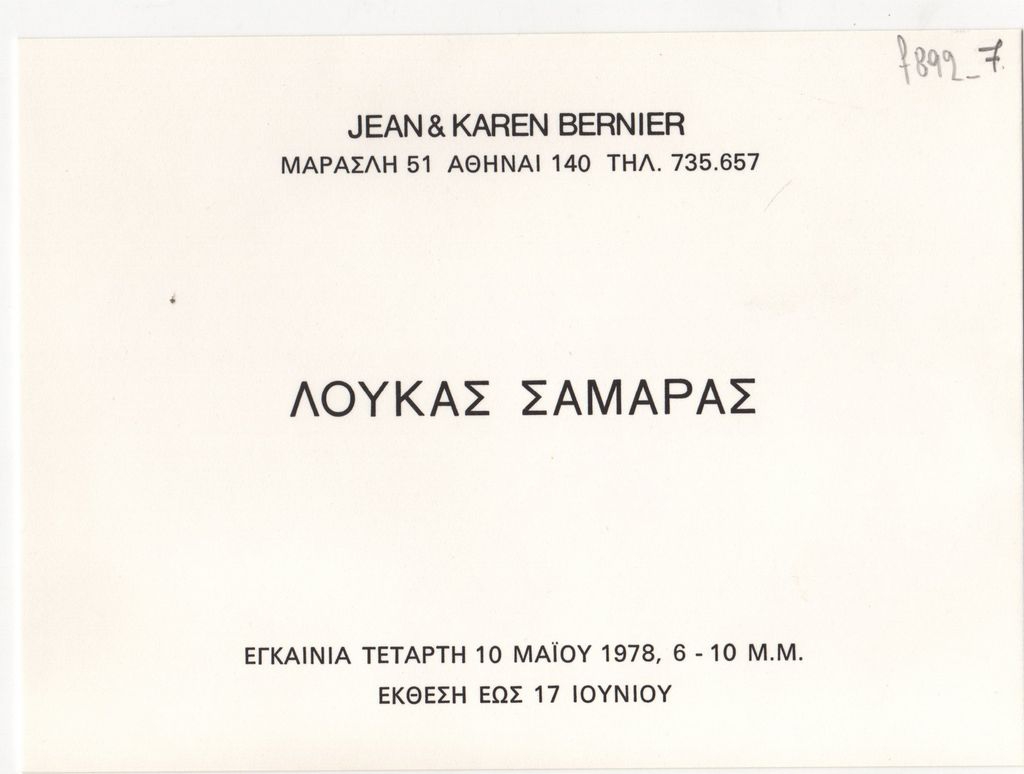 f892_7
JEAN & KAREN BERNIER
ΜΑΡΑΣΛΗ 51 ΑΘΗΝΑΙ 140 ΤΗΛ. 735.657
ΛΟΥΚΑΣ ΣΑΜΑΡΑΣ
ΕΓΚΑΙΝΙΑ ΤΕΤΑΡΤΗ 10 ΜΑΪΟΥ 1978, 6 - 10 Μ.Μ.
ΕΚΘΕΣΗ ΕΩΣ 17 ΙΟΥΝΙΟΥ